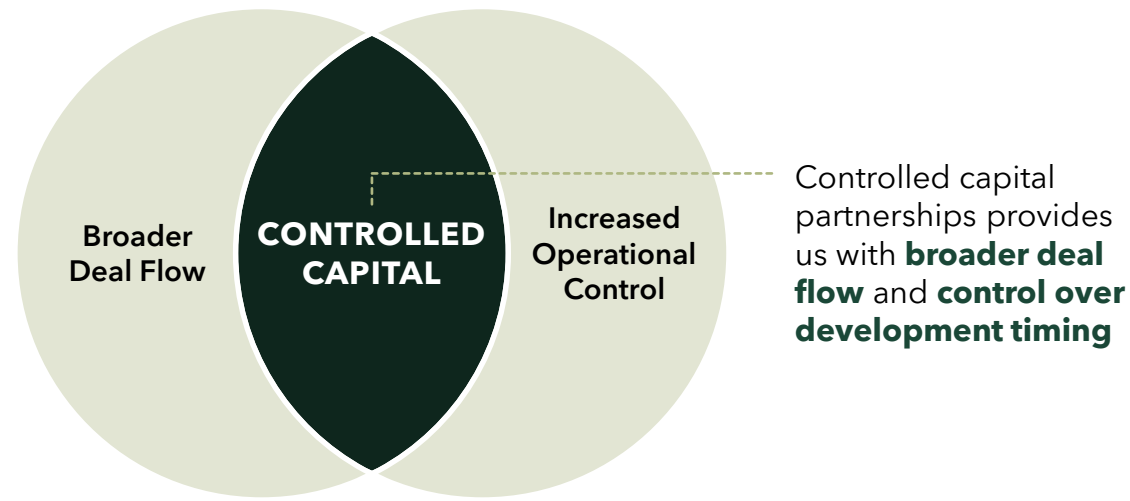 Broader
Deal Flow
CONTROLLED
CAPITAL
Increased
Operational
Control
Controlled capital
partnerships provides
us with broader deal
flow and control over
development timing